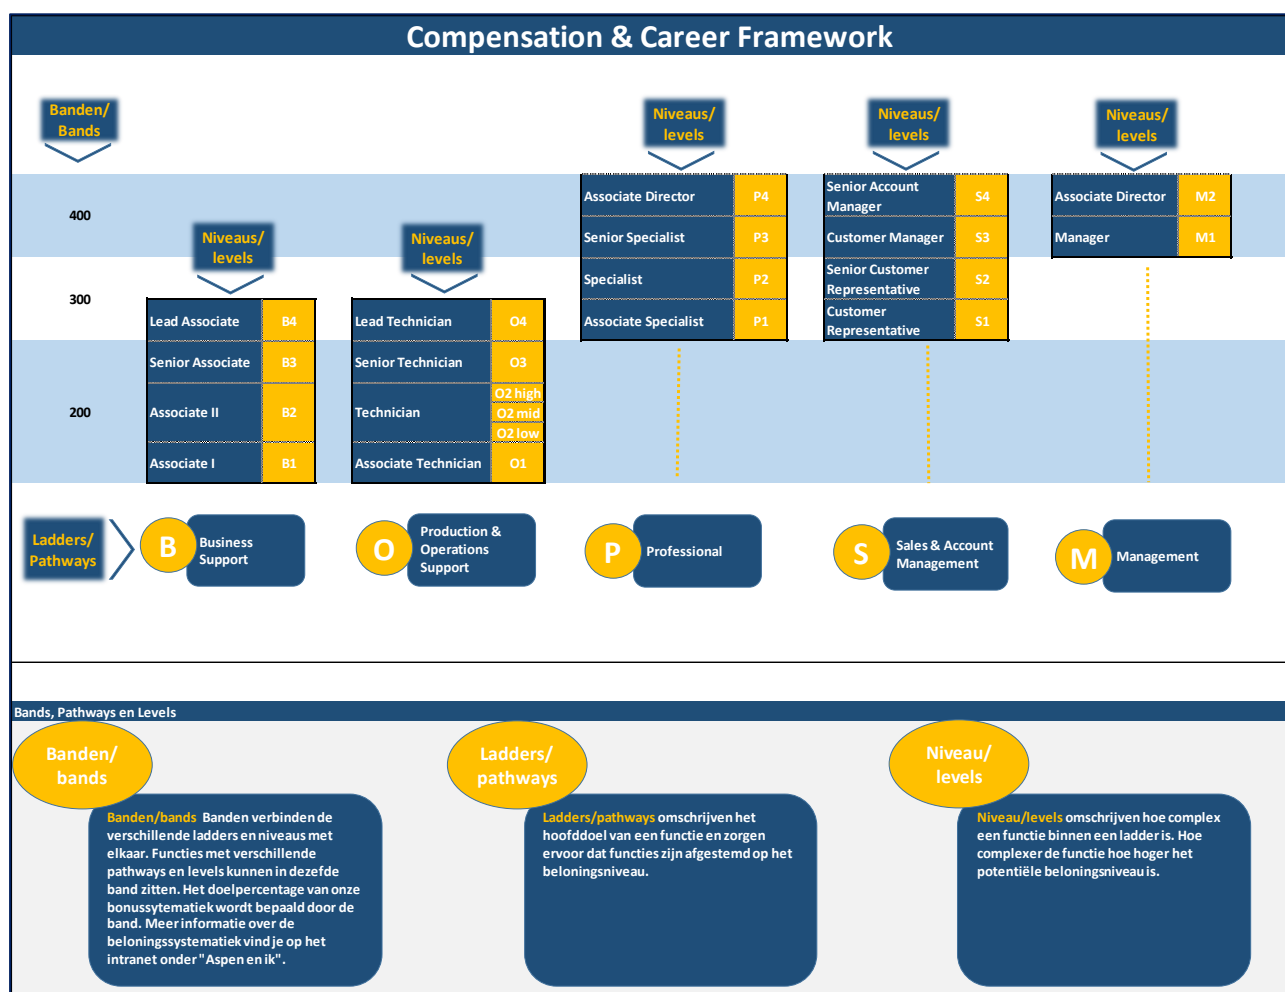 Compensation & Career Framework
Banden/
Bands
Niveaus/
levels
Niveaus/
levels
Niveaus/
levels
Niveaus/
levels
Niveaus/
levels
400
300
200
Lead Associate B4
Senior Associate B3
Associate II B2
Associate I B1
Lead Technician O4
Senior Technician O3
Technician
O2 high
O2 mid
O2 low
Associate Technician O1
Associate Director P4
Senior Specialist P3
Specialist P2
Associate Specialist P1
Senior Account
Manager
S4
Customer Manager S3
Senior Customer
Representative
S2
Customer
Representative
S1
Associate Director M2
Manager M1
Ladders/
Pathways
B
Business
Support
O
Production &
Operations
Support
P
Professional
S
Sales & Account
Management
M
Management
Bands, Pathways en Levels
Banden/
bands
Banden/bands Banden verbinden de
verschillende ladders en niveaus met
elkaar. Functies met verschillende
pathways en levels kunnen in dezefde
band zitten. Het doelpercentage van onze
bonussytematiek wordt bepaald door de
band. Meer informatie over de
beloningssystematiek vind je op het
intranet onder "Aspen en ik".
Ladders/
pathways
Ladders/pathways omschrijven het
hoofddoel van een functie en zorgen
ervoor dat functies zijn afgestemd op het
beloningsniveau.
Niveau/
levels
Niveau/levels omschrijven hoe complex
een functie binnen een ladder is. Hoe
complexer de functie hoe hoger het
potentiële beloningsniveau is.